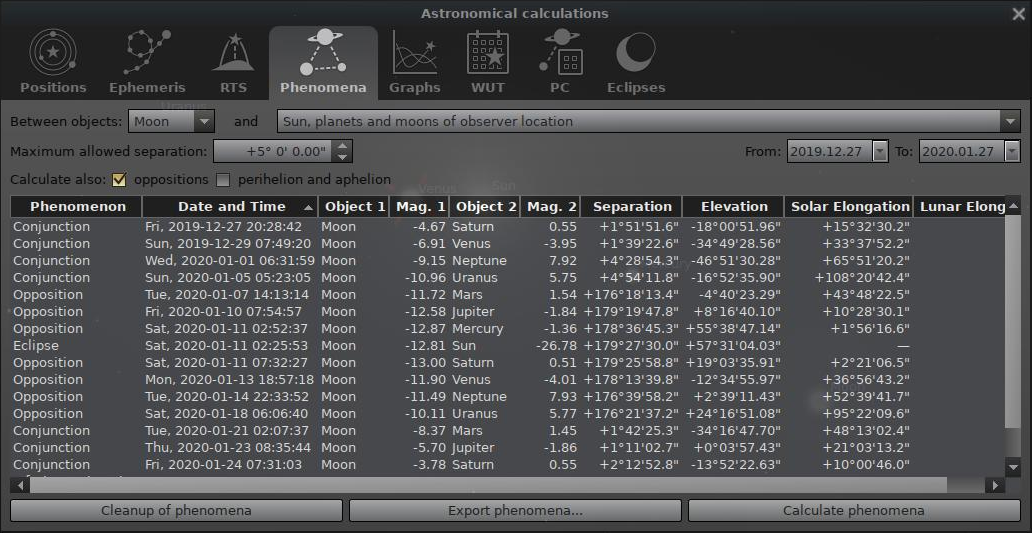 Astronomical calculations
Positions Ephemeris RTS Phenomena Graphs WUT PC Eclipses
Uranus
Between objects: Moon and Sun, planets and moons of observer location
Maximum allowed separation: +5° 0' 0.00" From: 2019.12.27 To: 2020.01.27
Calculate also: oppositions perihelion and aphelion
Venus Sun
Phenomenon Date and Time Object 1 Mag. 1 Object 2 Mag. 2 Separation Elevation Solar Elongation Lunar Elong
Conjunction Fri, 2019-12-27 20:28:42 Moon -4.67 Saturn 0.55 +1°51'51.6" -18°00'51.96" +15°32'30.2"
Conjunction Sun, 2019-12-29 07:49:20 Moon -6.91 Venus -3.95 +1°39'22.6" -34°49'28.56" +33°37'52.2"
Conjunction Wed, 2020-01-01 06:31:59 Moon -9.15 Neptune 7.92 +4°28'54.3" -46°51'30.28" +65°51'20.2"
Conjunction Sun, 2020-01-05 05:23:05 Moon -10.96 Uranus 5.75 +4°34'11.8" -16°52'35.90" +108°20'42.4"
Opposition Tue, 2020-01-07 14:13:14 Moon -11.72 Mars 1.54 +176°18'13.4" -4°40'23.29" +43°48'22.5"
Opposition Fri, 2020-01-10 07:54:57 Moon -12.58 Jupiter -1.84 +179°19'47.8" +8°16'40.10" +10°28'30.1"
Opposition Sat, 2020-01-11 02:52:37 Moon -12.87 Mercury -1.36 +178°36'45.3" +55°38'47.14" +1°56'16.6"
Eclipse Sat, 2020-01-11 02:25:53 Moon -12.81 Sun -26.78 +179°27'30.0" +57°31'04.03" —
Opposition Sat, 2020-01-11 07:32:27 Moon -13.00 Saturn 0.51 +179°25'58.8" +19°03'35.91" +2°21'06.5"
Opposition Mon, 2020-01-13 18:57:18 Moon -11.90 Venus -4.01 +178°13'39.8" -12°34'55.97" +36°56'43.2"
Opposition Tue, 2020-01-14 22:33:52 Moon -11.49 Neptune 7.93 +176°39'58.2" +2°39'11.43" +52°39'41.7"
Opposition Sat, 2020-01-18 06:06:40 Moon -10.11 Uranus 5.77 +176°21'37.2" +24°16'51.08" +95°22'09.6"
Conjunction Tue, 2020-01-21 02:07:37 Moon -8.37 Mars 1.45 +1°42'25.3" -34°16'47.70" +48°13'02.4"
Conjunction Thu, 2020-01-23 08:35:44 Moon -5.70 Jupiter -1.86 +1°11'02.7" +0°03'57.43" +21°03'13.2"
Conjunction Fri, 2020-01-24 07:31:03 Moon -3.78 Saturn 0.55 +2°12'52.8" -13°52'22.63" +10°00'46.0"
Cleanup of phenomena Export phenomena... Calculate phenomena